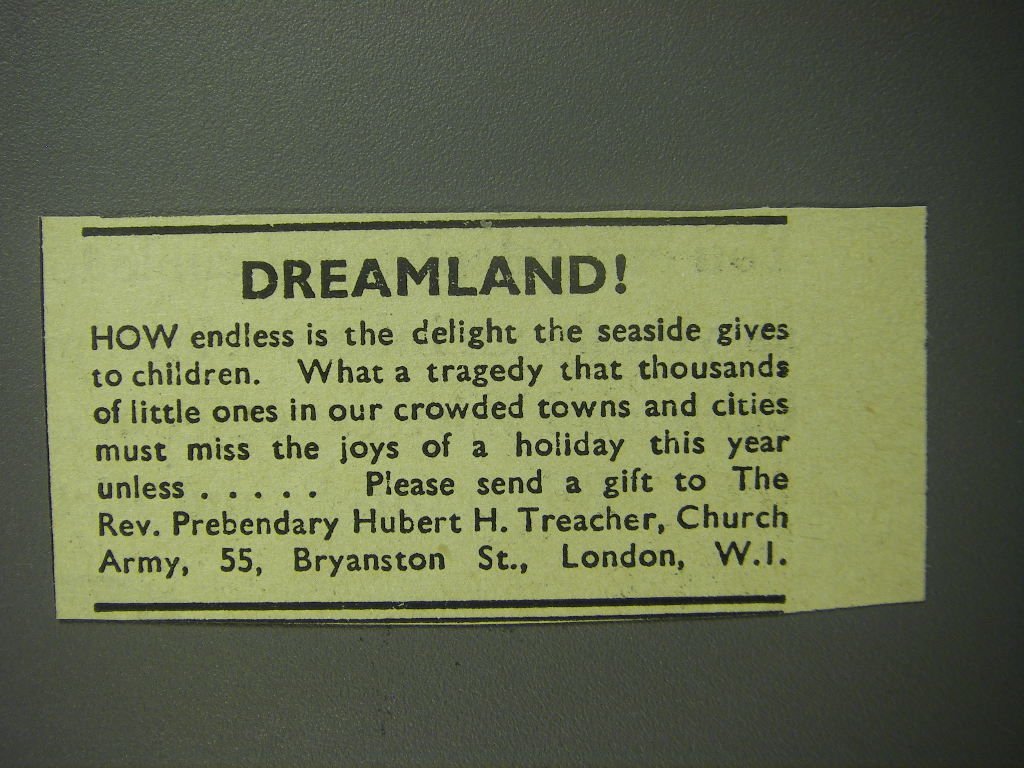 DREAMLAND!
HOW endless is the delight the seaside gives
to children. What a tragedy that thousands
of little ones in our crowded towns and cities
must miss the joys of a holiday this year
unless . . . . . Please send a gift to The
Rev. Prebendary Hubert H. Treacher, Church
Army, 55, Bryanston St., London, W.1.